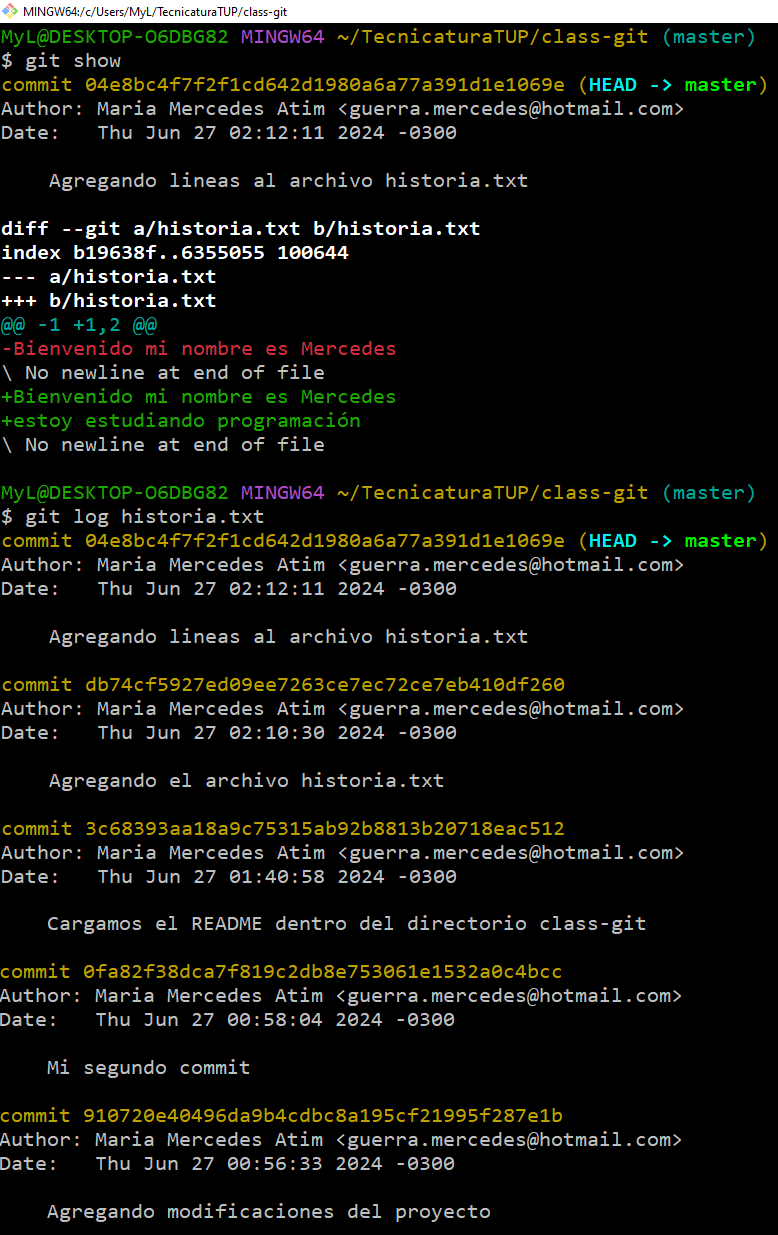 MINGW64:/c/Users/MyL/TecnicaturaTUP/class-git
MyL@DESKTOP-O6DBG82 MINGW64 ~/TecnicaturaTUP/class-git (master)
$ git show
commit 04e8bc4f7f2f1cd642d1980a6a77a391d1e1069e (HEAD -> master)
Author: Maria Mercedes Atim <guerra.mercedes@hotmail.com>
Date:   Thu Jun 27 02:12:11 2024 -0300
Agregando lineas al archivo historia.txt
diff --git a/historia.txt b/historia.txt
index b19638f..6355055 100644
--- a/historia.txt
+++ b/historia.txt
@@ -1 +1,2 @@
-Bienvenido mi nombre es Mercedes
\ No newline at end of file
+Bienvenido mi nombre es Mercedes
+estoy estudiando programación
\ No newline at end of file
MyL@DESKTOP-O6DBG82 MINGW64 ~/TecnicaturaTUP/class-git (master)
$ git log historia.txt
commit 04e8bc4f7f2f1cd642d1980a6a77a391d1e1069e (HEAD -> master)
Author: Maria Mercedes Atim <guerra.mercedes@hotmail.com>
Date:   Thu Jun 27 02:12:11 2024 -0300
Agregando lineas al archivo historia.txt
commit db74cf5927ed09ee7263ce7ec72ce7eb410df260
Author: Maria Mercedes Atim <guerra.mercedes@hotmail.com>
Date:   Thu Jun 27 02:10:30 2024 -0300
Agregando el archivo historia.txt
commit 3c68393aa18a9c75315ab92b8813b20718eac512
Author: Maria Mercedes Atim <guerra.mercedes@hotmail.com>
Date:   Thu Jun 27 01:40:58 2024 -0300
Cargamos el README dentro del directorio class-git
commit 0fa82f38dca7f819c2db8e753061e1532a0c4bcc
Author: Maria Mercedes Atim <guerra.mercedes@hotmail.com>
Date:   Thu Jun 27 00:58:04 2024 -0300
Mi segundo commit
commit 910720e40496da9b4cdbc8a195cf21995f287e1b
Author: Maria Mercedes Atim <guerra.mercedes@hotmail.com>
Date:   Thu Jun 27 00:56:33 2024 -0300
Agregando modificaciones del proyecto